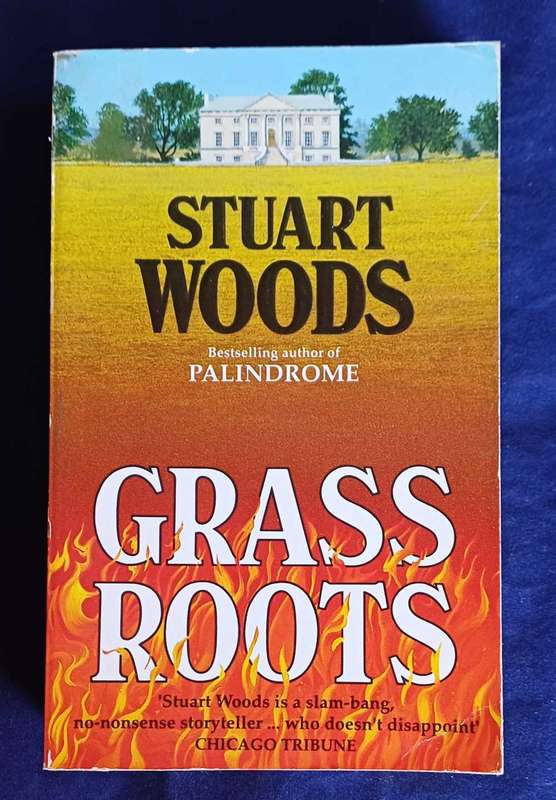 STUART
WOODS
Bestselling author of
PALINDROME
GRASS
ROOTS
'Stuart Woods is a slam-bang,
no-nonsense storyteller ... who doesn't disappoint'
CHICAGO TRIBUNE